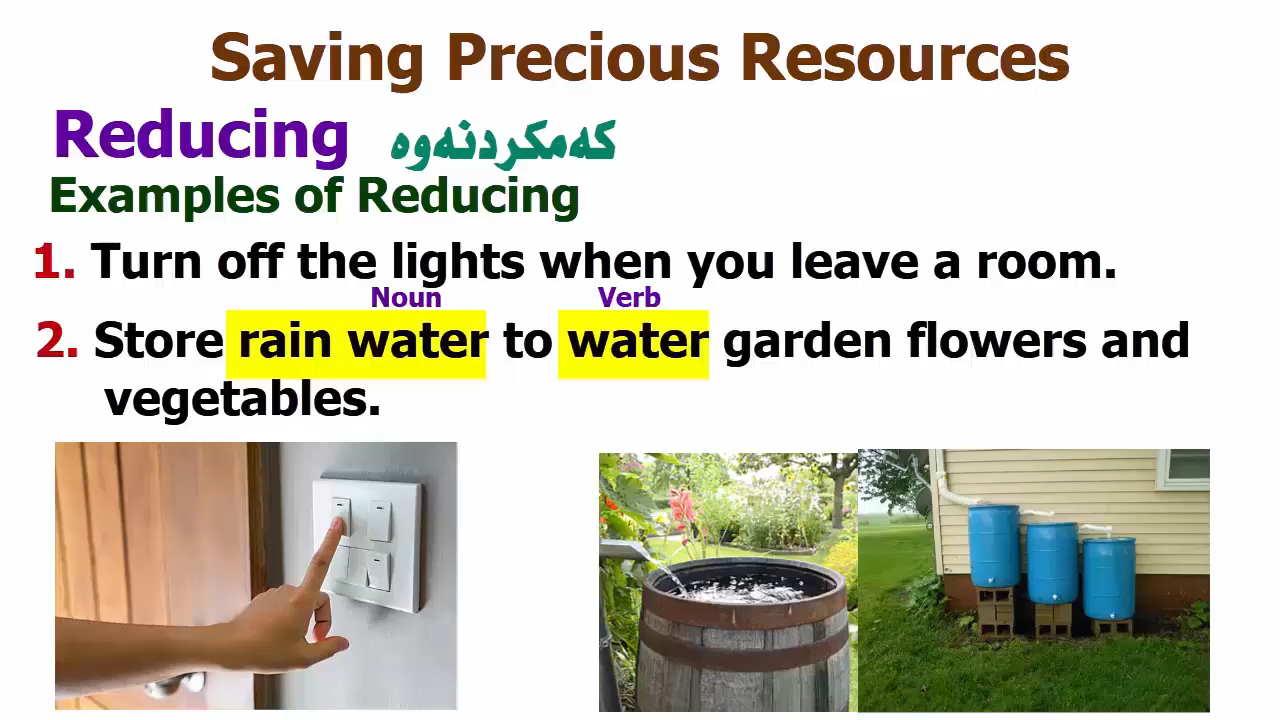 Saving Precious Resources
Reducing کەمکردنەوە
Examples of Reducing
1. Turn off the lights when you leave a room.
Noun Verb
2. Store rain water to water garden flowers and
vegetables.